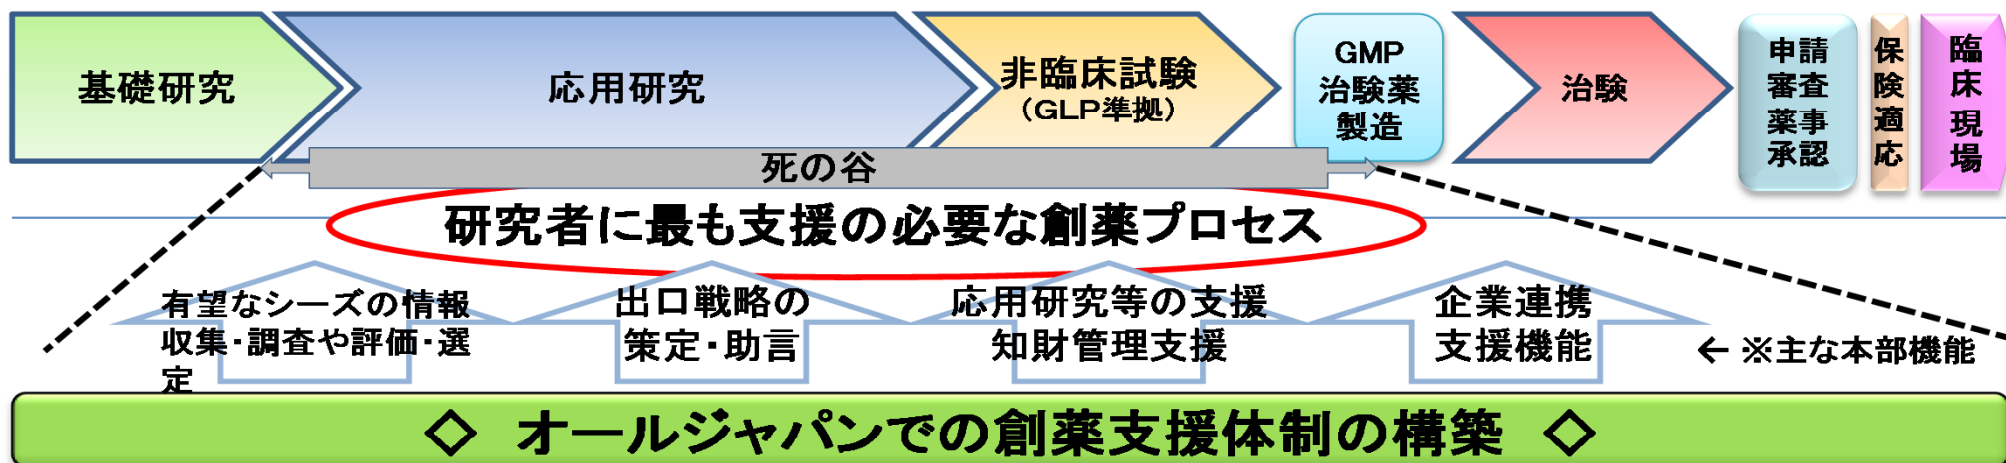 基礎研究
応用研究
非臨床試験
（GLP準拠）
GMP
治験薬
製造
治験
申請
審査
薬事
承認
保険適応
臨床現場
死の谷
研究者に最も支援の必要な創薬プロセス
有望なシーズの情報
収集・調査や評価・選
定
出口戦略の
策定・助言
応用研究等の支援
知財管理支援
企業連携
支援機能
← ※主な本部機能
◇ オールジャパンでの創薬支援体制の構築 ◇